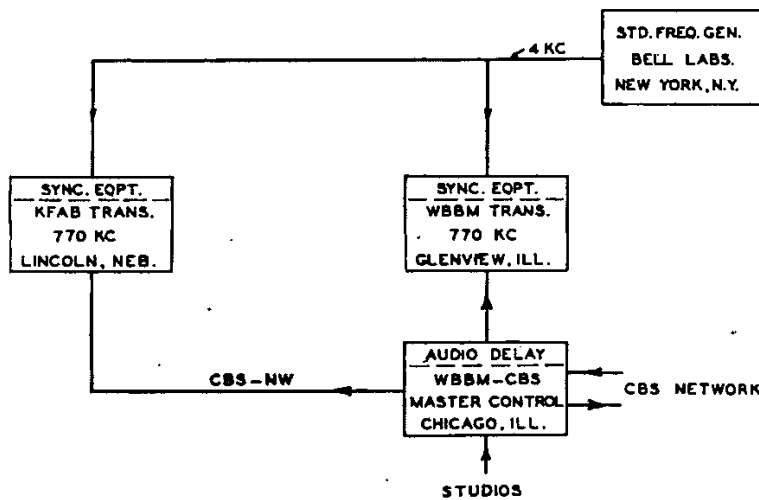 4 KC
STD. FREQ. GEN.
BELL LABS.
NEW YORK, N.Y.
SYNC. EQPT.
KFAB TRANS.
770 KC
LINCOLN, NEB.
SYNC. EQPT.
WBBM TRANS.
770 KC
GLENVIEW, ILL.
CBS-NW
AUDIO DELAY
WBBM-CBS
MASTER CONTROL
CHICAGO, ILL.
CBS NETWORK
STUDIOS